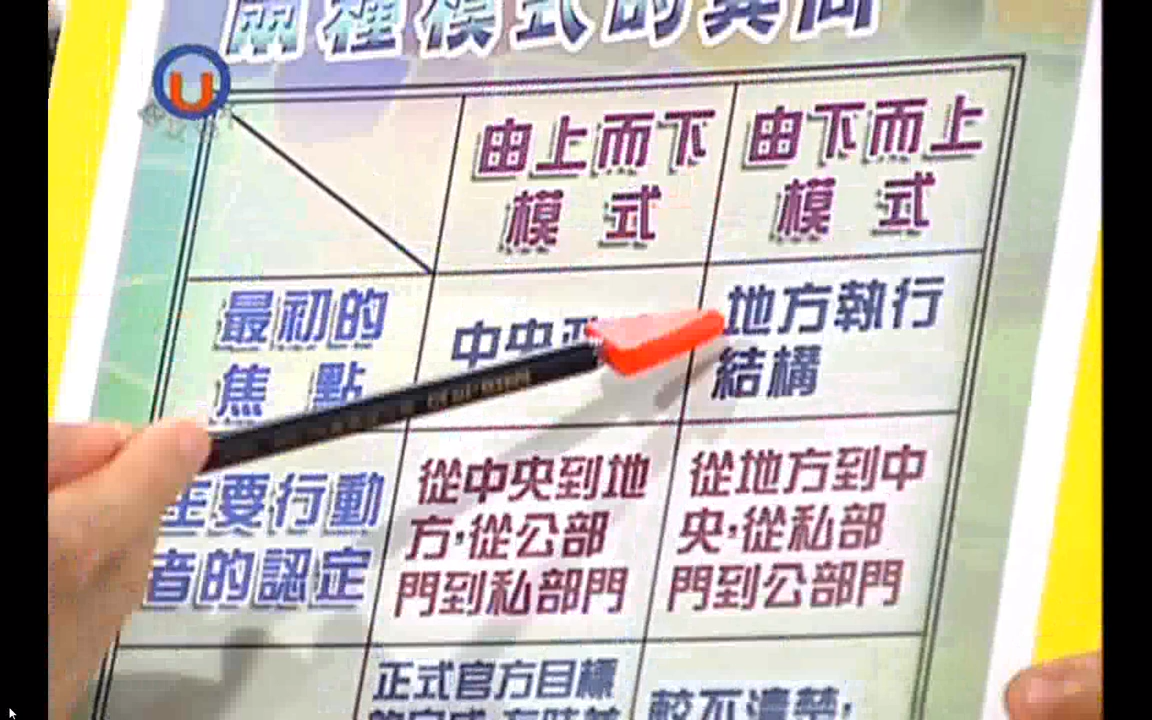 兩種模式的異同
U
由上而下
模 式
由下而上
模 式
最初的
焦 點
中央
地方執行
結構
主要行動
者的認定
從中央到地
方,從公部
門到私部門
從地方到中
央,從私部
門到公部門
正式官方目標
較不清楚,